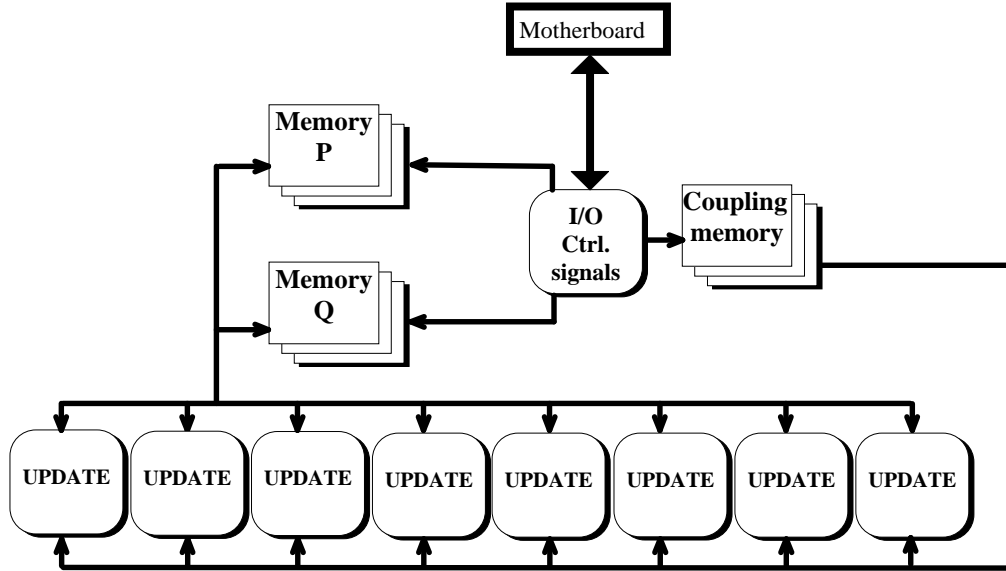 Motherboard
Memory
P
I/O
Ctrl.
signals
Coupling
memory
Memory
Q
UPDATE
UPDATE
UPDATE
UPDATE
UPDATE
UPDATE
UPDATE
UPDATE